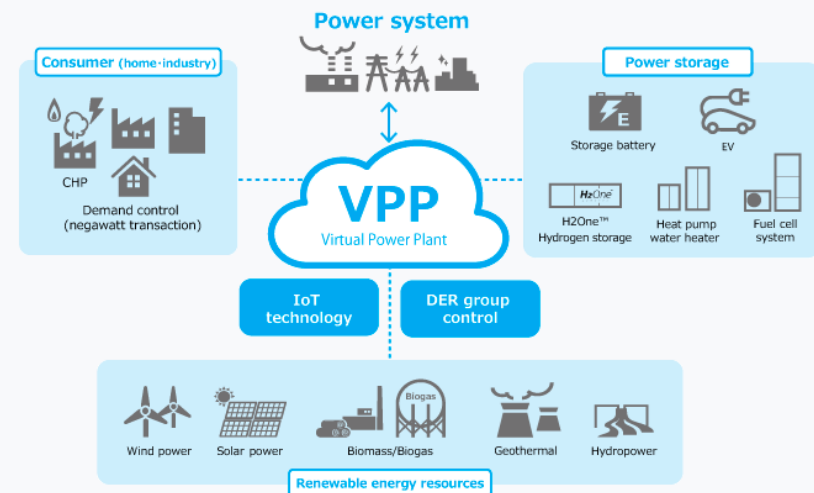 Power system
Consumer (home·industry)
CHP
Demand control
(negawatt transaction)
Power storage
E
Storage battery
EV
H2One™
H2One™
Hydrogen storage
Heat pump
water heater
Fuel cell
system
VPP
Virtual Power Plant
IoT
technology
DER group
control
Wind power
Solar power
Biogas
Biomass/Biogas
Geothermal
Hydropower
Renewable energy resources